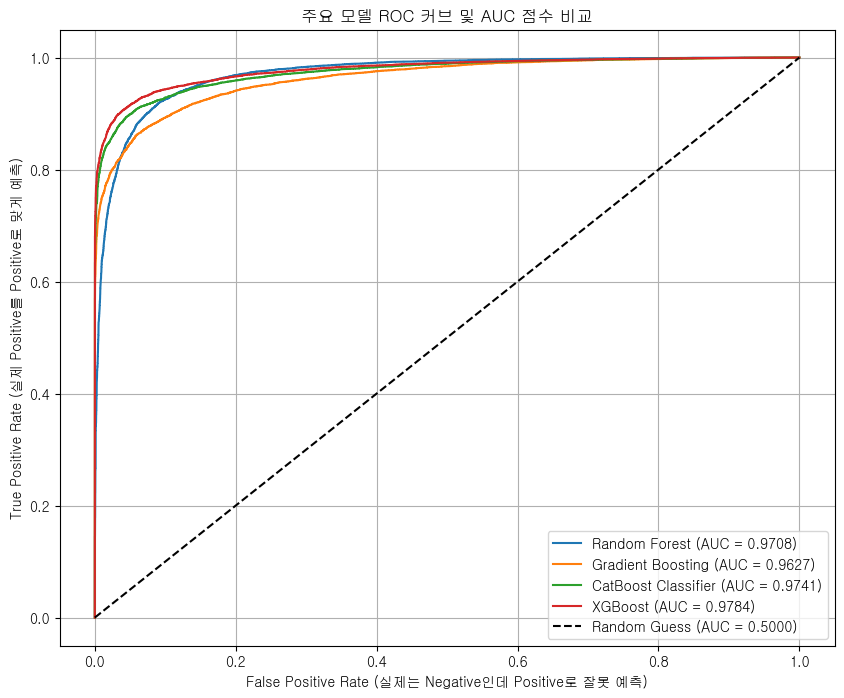 주요 모델 ROC 커브 및 AUC 점수 비교
True Positive Rate (실제 Positive를 Positive로 맞게 예측)
1.0
0.8
0.6
0.4
0.2
0.0
Random Forest (AUC = 0.9708)
Gradient Boosting (AUC = 0.9627)
CatBoost Classifier (AUC = 0.9741)
XGBoost (AUC = 0.9784)
Random Guess (AUC = 0.5000)
0.0 0.2 0.4 0.6 0.8 1.0
False Positive Rate (실제는 Negative인데 Positive로 잘못 예측)